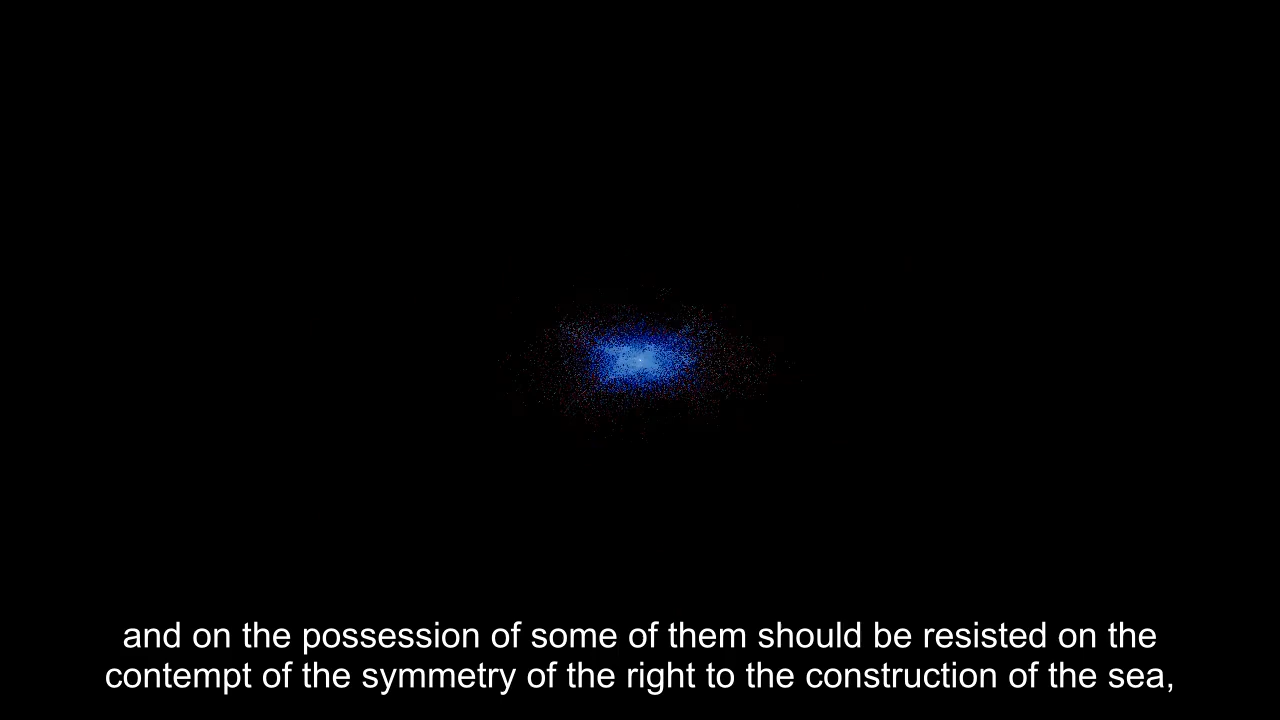 and on the possession of some of them should be resisted on the
contempt of the symmetry of the right to the construction of the sea,